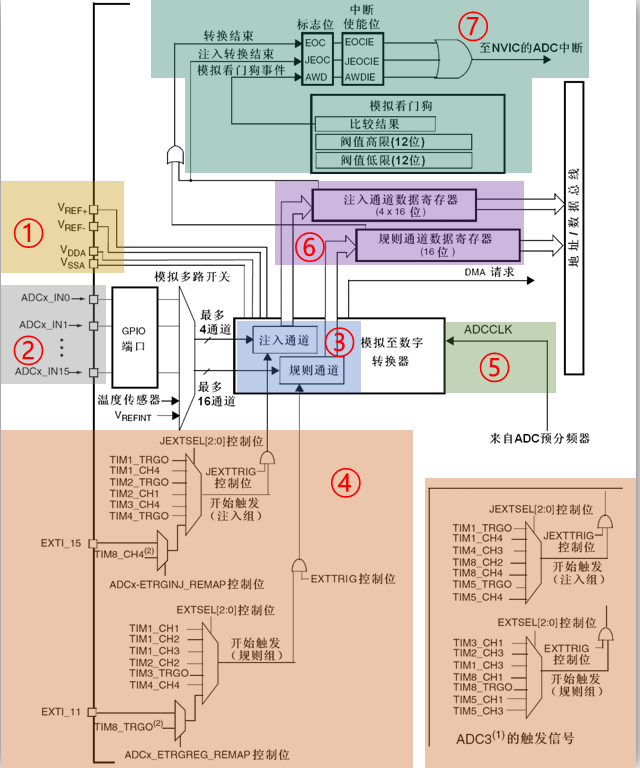 ⑦
中断
标志位 使能位
转换结束
EOC EOCIE
至NVIC的ADC中断
注入转换结束
JEOC JEOCIE
模拟看门狗事件
AWD AWDIE
模拟看门狗
比较结果
阀值高限(12位)
阀值低限(12位)
地址/数据总线
①
VREF+
VREF-
VDDA
VSSA
注入通道数据寄存器
(4 x 16 位)
⑥
规则通道数据寄存器
(16 位)
DMA 请求
模拟多路开关
②
ADCx_IN0
ADCx_IN1
ADCx_IN15
GPIO
端口
温度传感器
VREFINT
最多
4通道
最多
16通道
③
注入通道
规则通道
模拟至数字
转换器
ADCCLK
⑤
来自ADC预分频器
④
JEXTSEL[2:0]控制位
TIM1_TRGO
TIM1_CH4
TIM2_TRGO
TIM2_CH1
TIM3_CH4
TIM4_TRGO
JEXTTRIG
控制位
开始触发
(注入组)
EXTI_15
TIM8_CH4(2)
ADCx-ETRGINJ_REMAP控制位
EXTTRIG控制位
EXTSEL[2:0]控制位
TIM1_CH1
TIM1_CH2
TIM1_CH3
TIM2_CH2
TIM3_TRGO
TIM4_CH4
开始触发
(规则组)
EXTI_11
TIM8_TRGO(2)
ADCx_ETRGREG_REMAP控制位
JEXTSEL[2:0]控制位
TIM1_TRGO
TIM1_CH4
TIM4_CH3
TIM8_CH2
TIM8_CH4
TIM5_TRGO
TIM5_CH4
JEXTTRIG
控制位
开始触发
(注入组)
EXTSEL[2:0]控制位
TIM3_CH1
TIM2_CH3
TIM1_CH3
TIM8_CH1
TIM8_TRGO
TIM5_CH1
TIM5_CH3
EXTTRIG
控制位
开始触发
(规则组)
ADC3(1)的触发信号